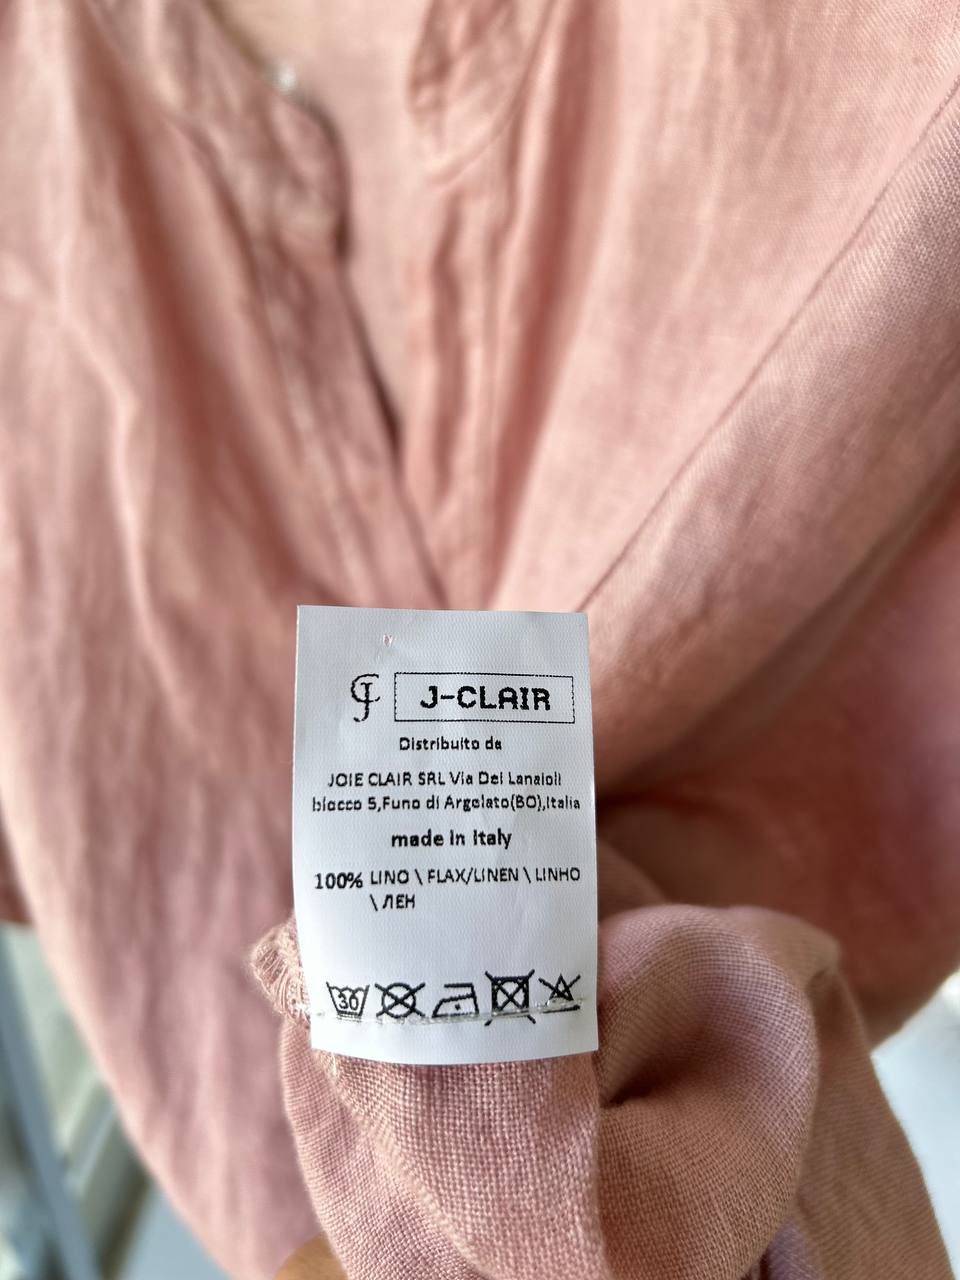 CJ
J-CLAIR
Distribuito da
JOIE CLAIR SRL Via Dei Lanaioli
blocco 5,Funo di Argelato(BO),Italia
made in Italy
100% LINO \ FLAX/LINEN \ LINHO
\ ЛЕН
30